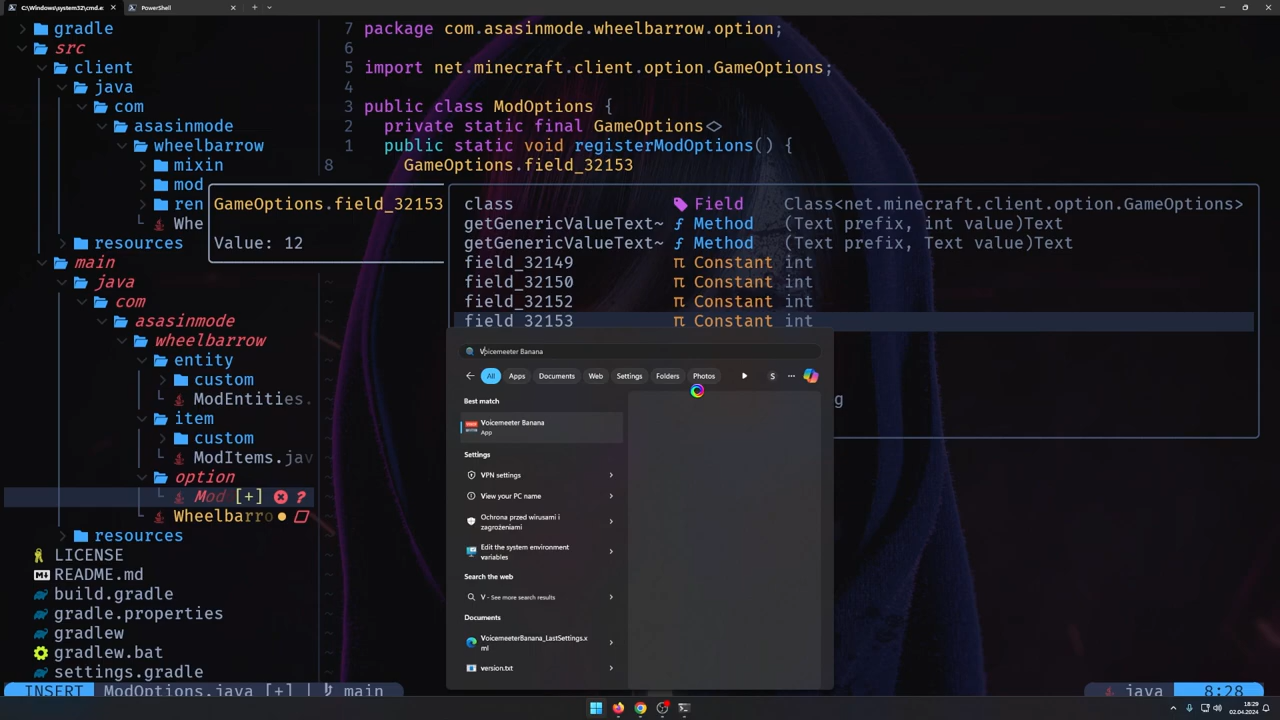 C:\Windows\system32\cmd.e
PowerShell
gradle
src
client
java
com
asasinmode
wheelbarrow
mixin
mod
ren
Whe
resources
main
java
com
asasinmode
wheelbarrow
entity
custom
ModEntities.
item
custom
ModItems.jav
option
Mod [+]
Wheelbarro
resources
LICENSE
README.md
build.gradle
gradle.properties
gradlew
gradlew.bat
settings.gradle
7 package com.asasinmode.wheelbarrow.option;
6
5 import net.minecraft.client.option.GameOptions;
4
3 public class ModOptions {
2 private static final GameOptions<>
1 public static void registerModOptions() {
8 GameOptions.field_32153
GameOptions.field_32153
Value: 12
class Field Class<net.minecraft.client.option.GameOptions>
getGenericValueText~ ƒ Method (Text prefix, int value)Text
getGenericValueText~ ƒ Method (Text prefix, Text value)Text
field_32149 π Constant int
field_32150 π Constant int
field_32152 π Constant int
field_32153 π Constant int
g
Voicemeeter Banana
All Apps Documents Web Settings Folders Photos S
Best match
Voicemeeter Banana
App
Settings
VPN settings
View your PC name
Ochrona przed wirusami i
zagrożeniami
Edit the system environment
variables
Search the web
V - See more search results
Documents
VoicemeeterBanana_LastSettings.x
ml
version.txt
INSERT ModOptions.java [+] main
java 8:28
18:29
02.04.2024